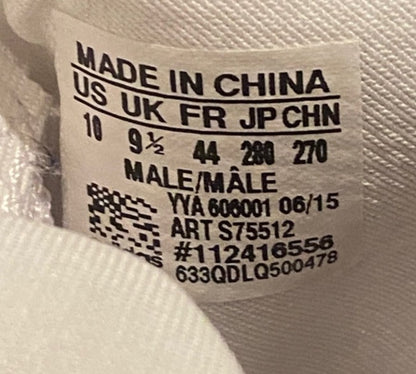 MADE IN CHINA
US UK FR JP CHN
10 9½ 44 280 270
MALE/MÂLE
YYA 606001 06/15
ART S75512
#112416556
633QDLQ500478